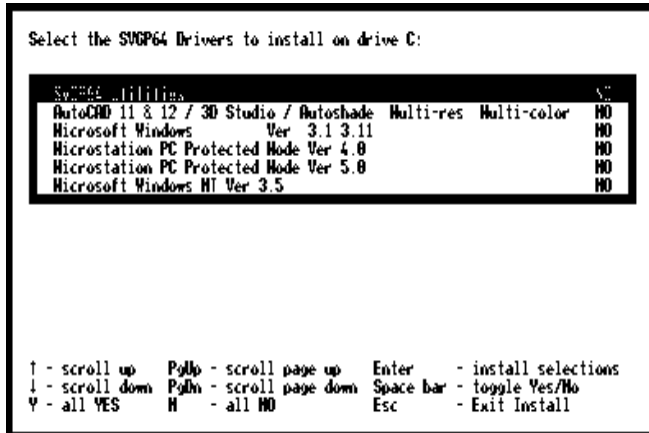 Select the SVGP64 Drivers to install on drive C:
SVGP64 Utilities NO
AutoCAD 11 & 12 / 3D Studio / Autoshade Multi-res Multi-color NO
Microsoft Windows Ver 3.1 3.11 NO
Microstation PC Protected Mode Ver 4.0 NO
Microstation PC Protected Mode Ver 5.0 NO
Microsoft Windows NT Ver 3.5 NO
↑ - scroll up PgUp - scroll page up Enter - install selections
↓ - scroll down PgDn - scroll page down Space bar - toggle Yes/No
Y - all YES N - all NO Esc - Exit Install